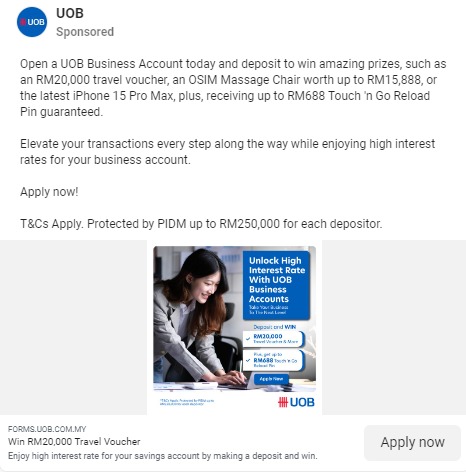 UOB
UOB
Sponsored
Open a UOB Business Account today and deposit to win amazing prizes, such as
an RM20,000 travel voucher, an OSIM Massage Chair worth up to RM15,888, or
the latest iPhone 15 Pro Max, plus, receiving up to RM688 Touch 'n Go Reload
Pin guaranteed.
Elevate your transactions every step along the way while enjoying high interest
rates for your business account.
Apply now!
T&Cs Apply. Protected by PIDM up to RM250,000 for each depositor.
Unlock High
Interest Rate
With UOB
Business
Accounts
Take Your Business
To The Next Level
Deposit and WIN
RM20,000
Travel Voucher & More!
Plus get up to
RM688 Touch 'n Go
Reload Pin
Apply Now
UOB
FORMS.UOB.COM.MY
Win RM20,000 Travel Voucher
Enjoy high interest rate for your savings account by making a deposit and win.
Apply now